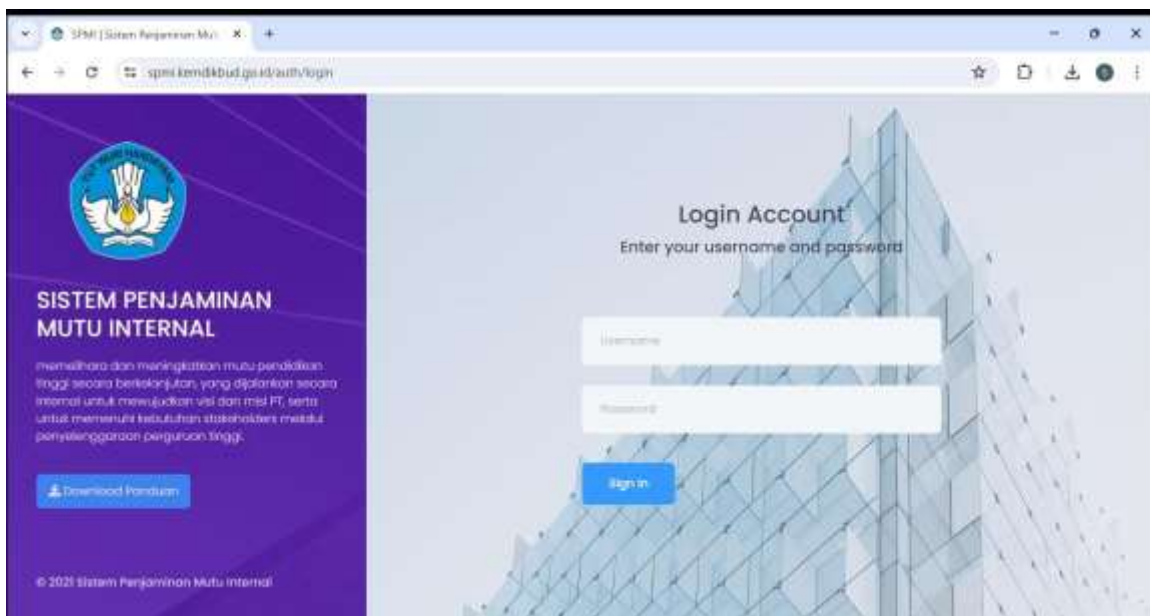 SPMI | Sistem Penjaminan Mu
spmi.kemdikbud.go.id/auth/login
TUT WURI HANDAYANI
SISTEM PENJAMINAN
MUTU INTERNAL
memelihara dan meningkatkan mutu pendidikan
tinggi secara berkelanjutan, yang dijalankan secara
internal untuk mewujudkan visi dan misi PT, serta
untuk memenuhi kebutuhan stakeholders melalui
penyelenggaraan perguruan tinggi.
Download Panduan
© 2021 Sistem Penjaminan Mutu Internal
Login Account
Enter your username and password
Username
Password
Sign In